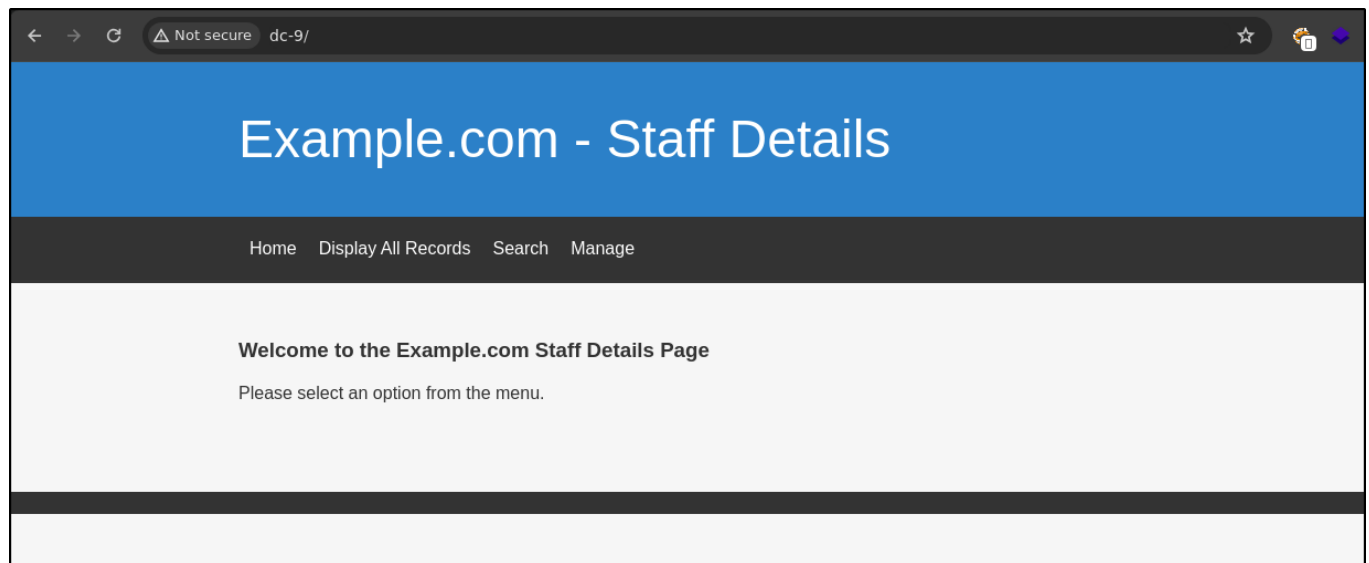 Not secure dc-9/
Example.com - Staff Details
Home Display All Records Search Manage
Welcome to the Example.com Staff Details Page
Please select an option from the menu.